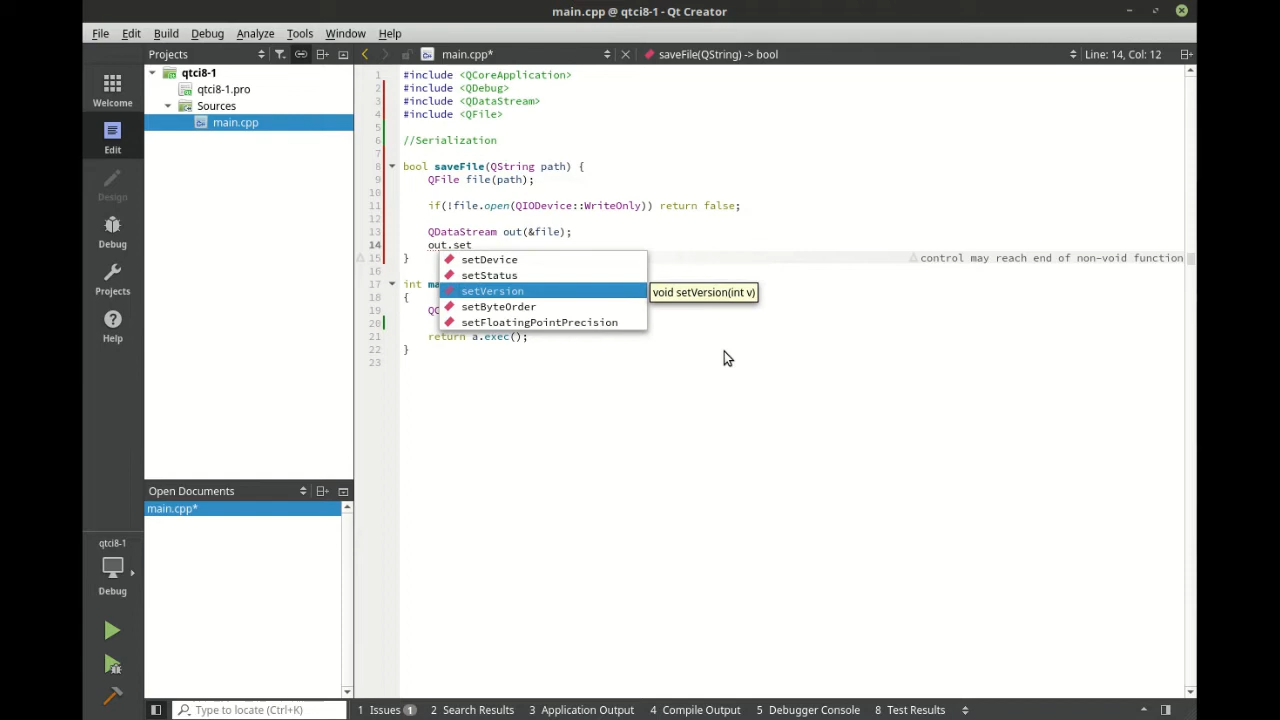 main.cpp @ qtci8-1 - Qt Creator
File Edit Build Debug Analyze Tools Window Help
Projects
main.cpp*
saveFile(QString) -> bool
Line: 14, Col: 12
Welcome
Edit
Design
Debug
Projects
Help
qtci8-1
qtci8-1.pro
Sources
main.cpp
1 #include <QCoreApplication>
2 #include <QDebug>
3 #include <QDataStream>
4 #include <QFile>
5
6 //Serialization
7
8 bool saveFile(QString path) {
9 QFile file(path);
10
11 if(!file.open(QIODevice::WriteOnly)) return false;
12
13 QDataStream out(&file);
14 out.set
15 } control may reach end of non-void function
16
17 int ma
18 {
19 QC
20
21 return a.exec();
22 }
23
setDevice
setStatus
setVersion
setByteOrder
setFloatingPointPrecision
void setVersion(int v)
Open Documents
main.cpp*
qtci8-1
Debug
Type to locate (Ctrl+K)
1 Issues 1
2 Search Results
3 Application Output
4 Compile Output
5 Debugger Console
8 Test Results